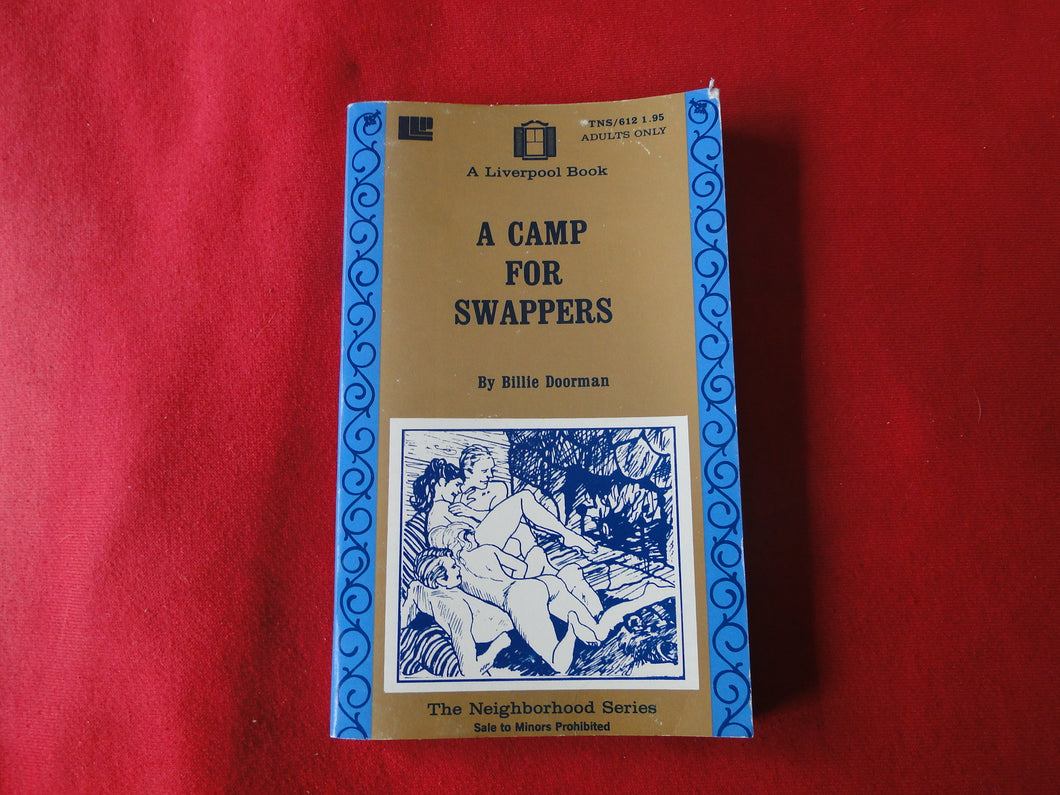 LLP
TNS/612 1.95
ADULTS ONLY
A Liverpool Book
A CAMP
FOR
SWAPPERS
By Billie Doorman
The Neighborhood Series
Sale to Minors Prohibited